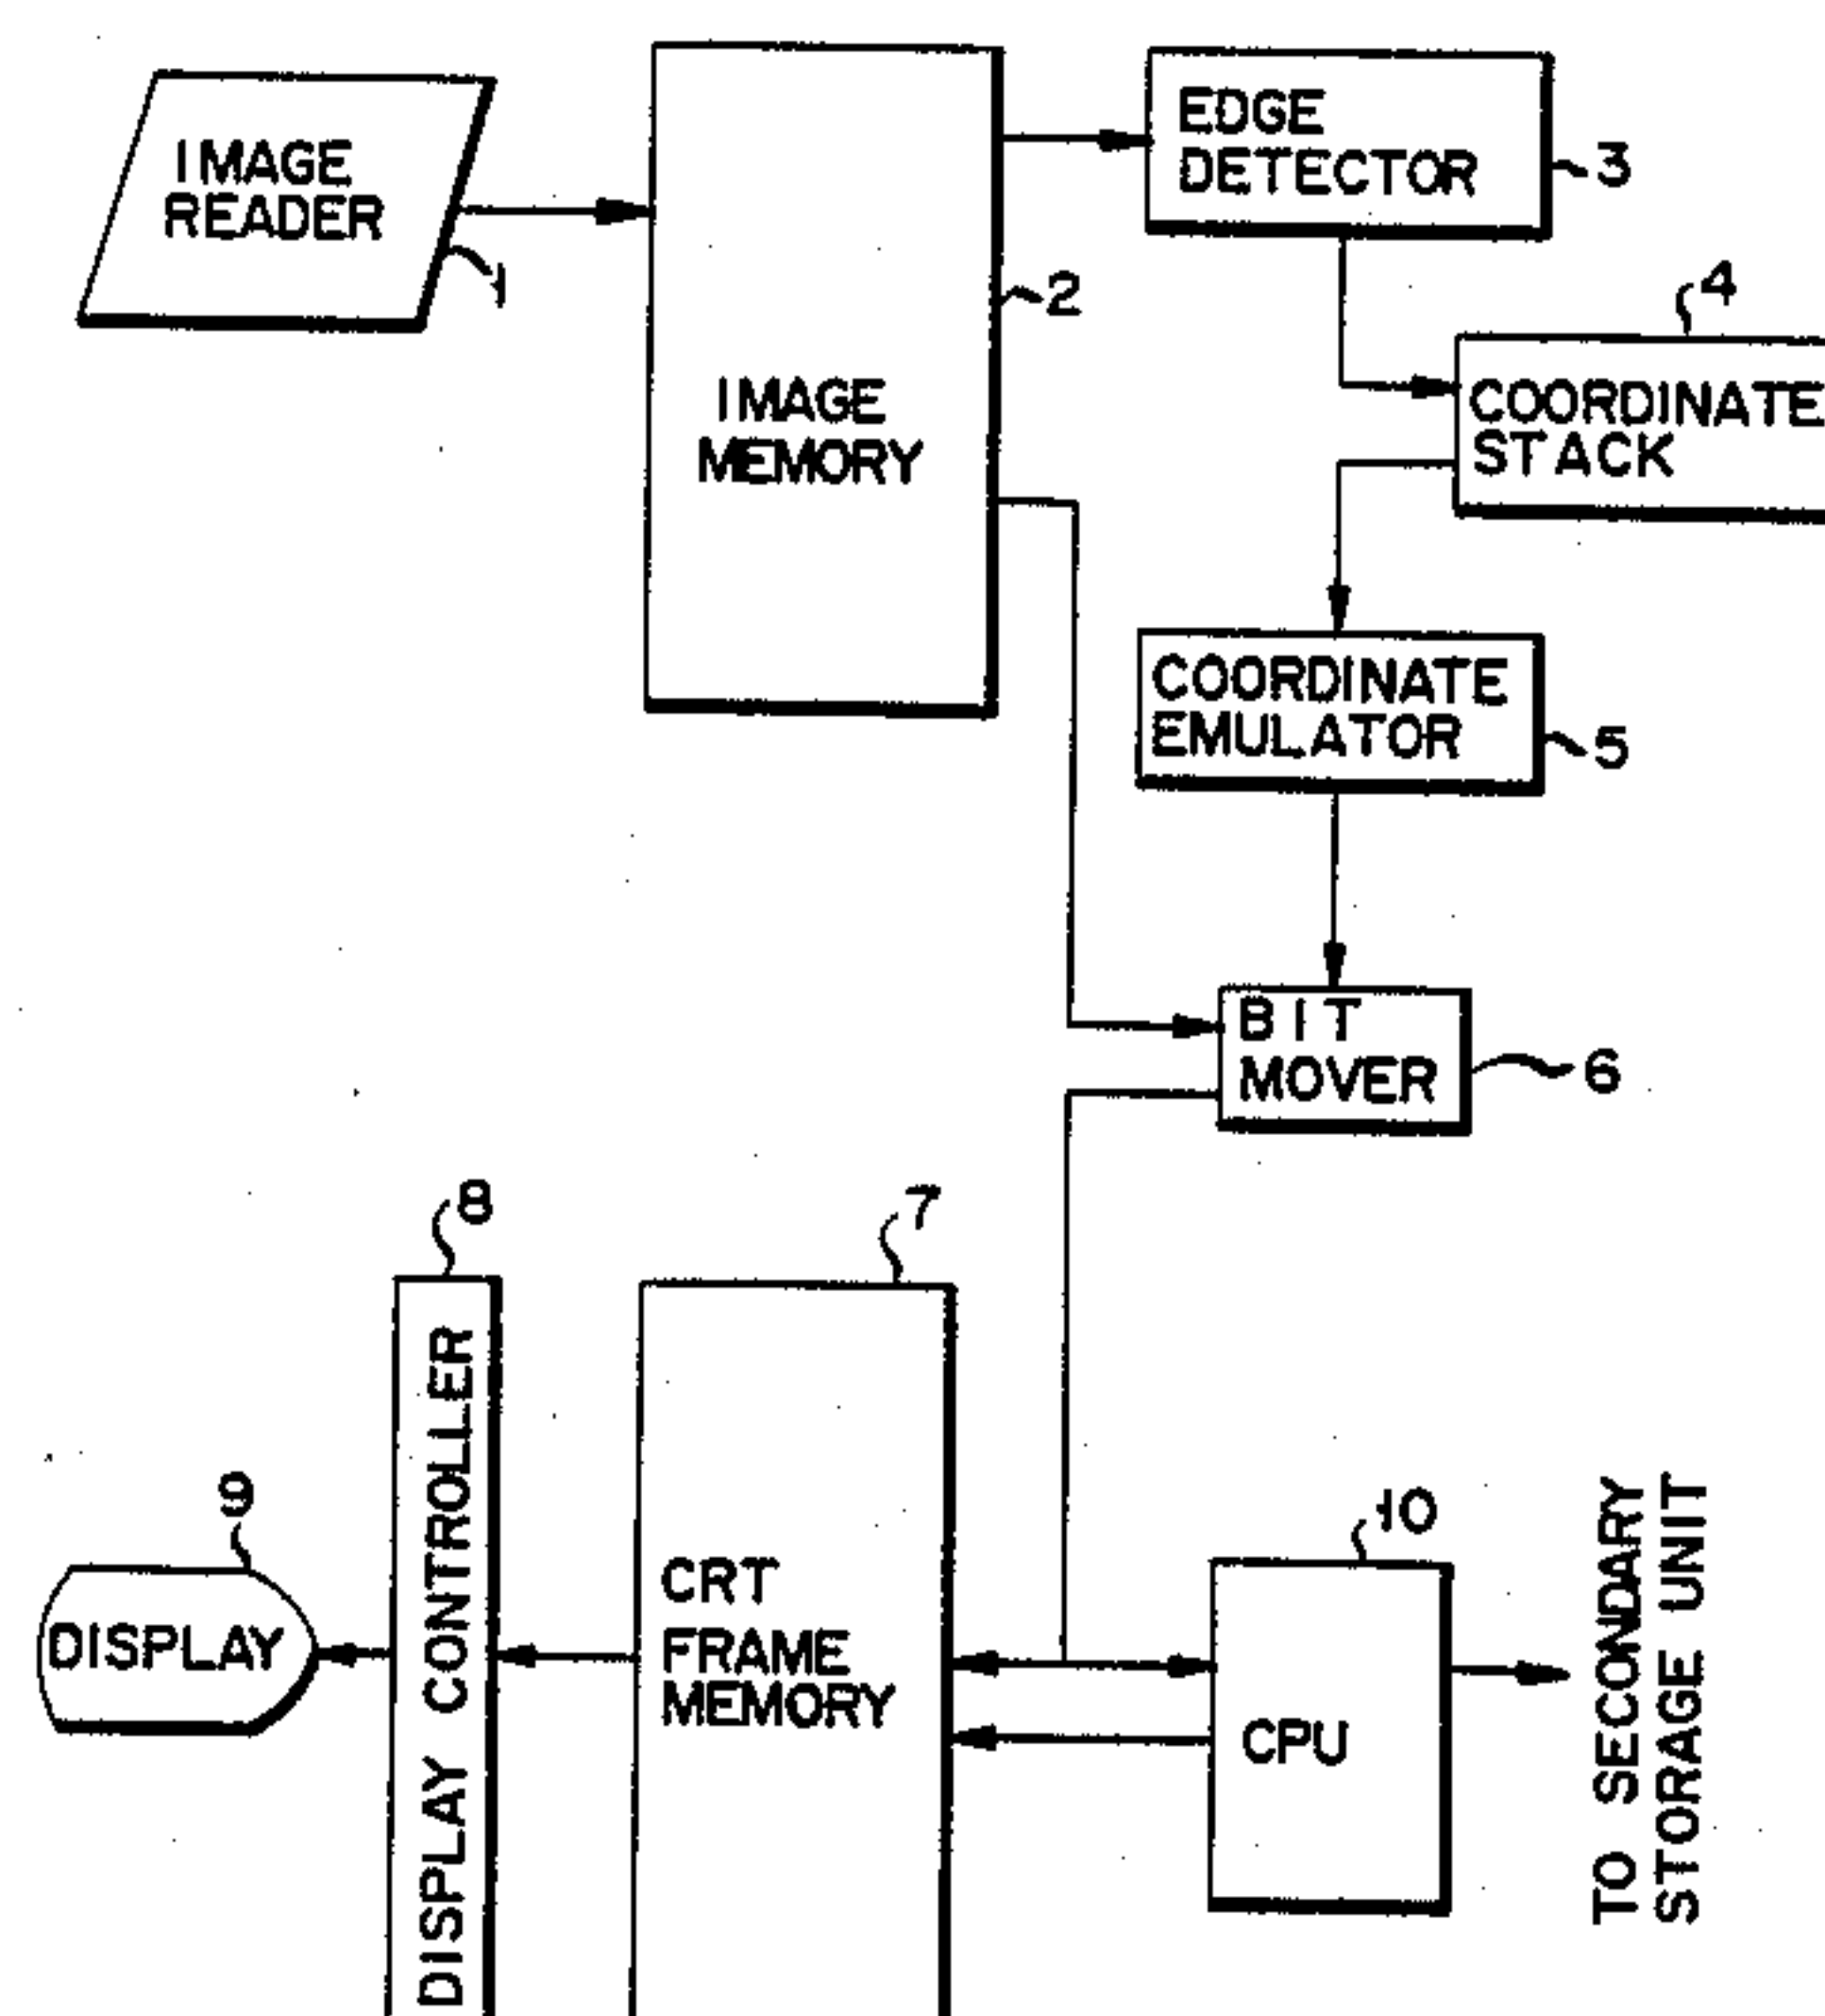 IMAGE
READER
1
IMAGE
MEMORY
2
EDGE
DETECTOR
3
4
COORDINATE
STACK
COORDINATE
EMULATOR
5
BIT
MOVER
6
7
CRT
FRAME
MEMORY
8
DISPLAY CONTROLLER
9
DISPLAY
10
CPU
TO SECONDARY
STORAGE UNIT